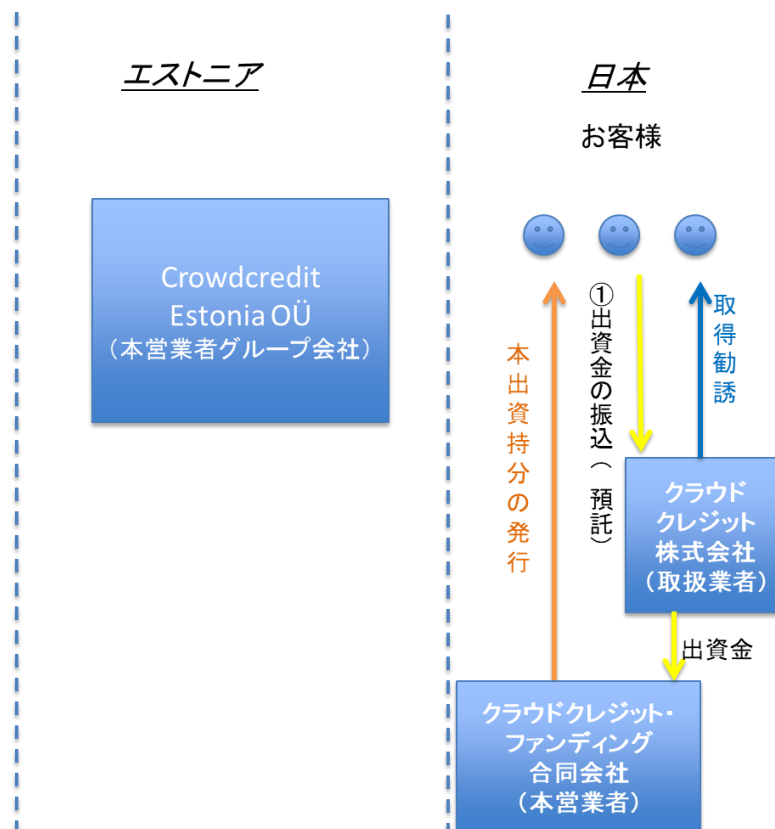 エストニア
日本
お客様
Crowdcredit
Estonia OÜ
（本営業者グループ会社）
本出資持分の発行
①出資金の振込（預託）
取得勧誘
クラウド
クレジット
株式会社
（取扱業者）
出資金
クラウドクレジット・
ファンディング
合同会社
（本営業者）